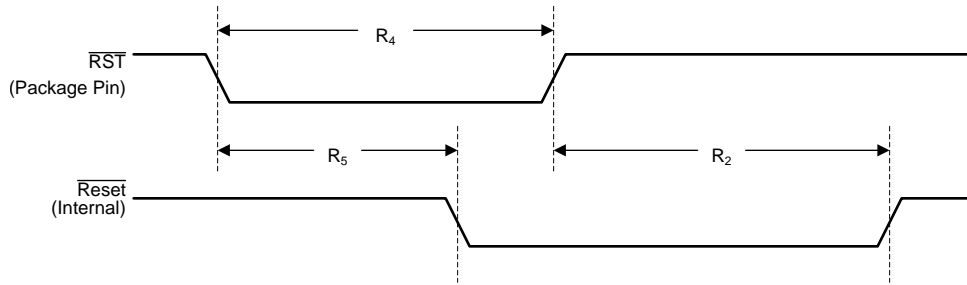 R4
RST
(Package Pin)
R5
R2
Reset
(Internal)